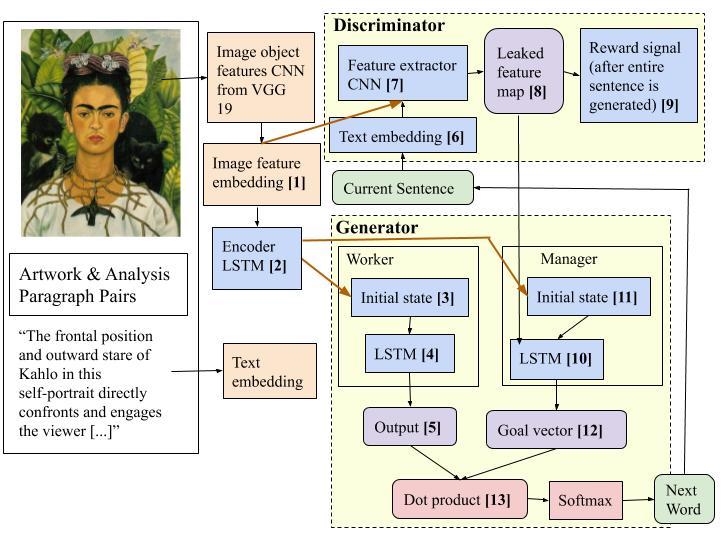 Artwork & Analysis
Paragraph Pairs
“The frontal position
and outward stare of
Kahlo in this
self-portrait directly
confronts and engages
the viewer [...]”
Image object
features CNN
from VGG
19
Image feature
embedding [1]
Encoder
LSTM [2]
Text
embedding
Discriminator
Feature extractor
CNN [7]
Leaked
feature
map [8]
Reward signal
(after entire
sentence is
generated) [9]
Text embedding [6]
Current Sentence
Generator
Worker
Initial state [3]
LSTM [4]
Output [5]
Manager
Initial state [11]
LSTM [10]
Goal vector [12]
Dot product [13]
Softmax
Next
Word